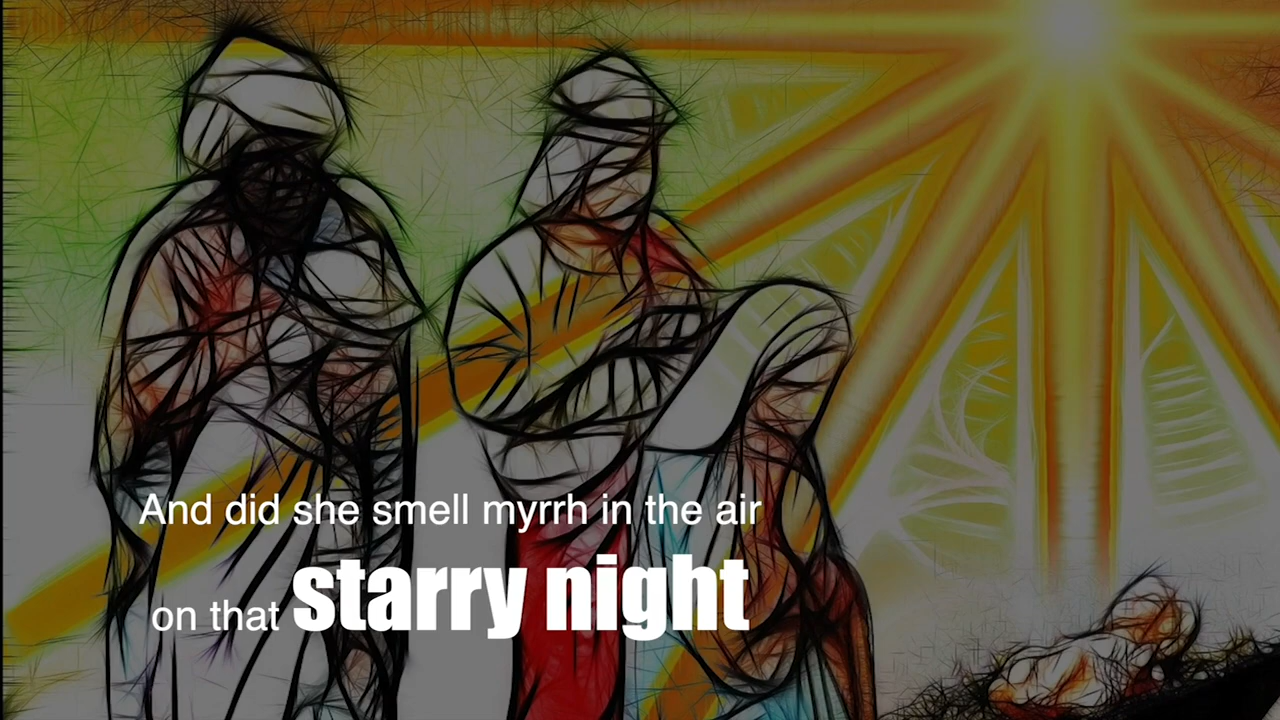 And did she smell myrrh in the air
on that starry night